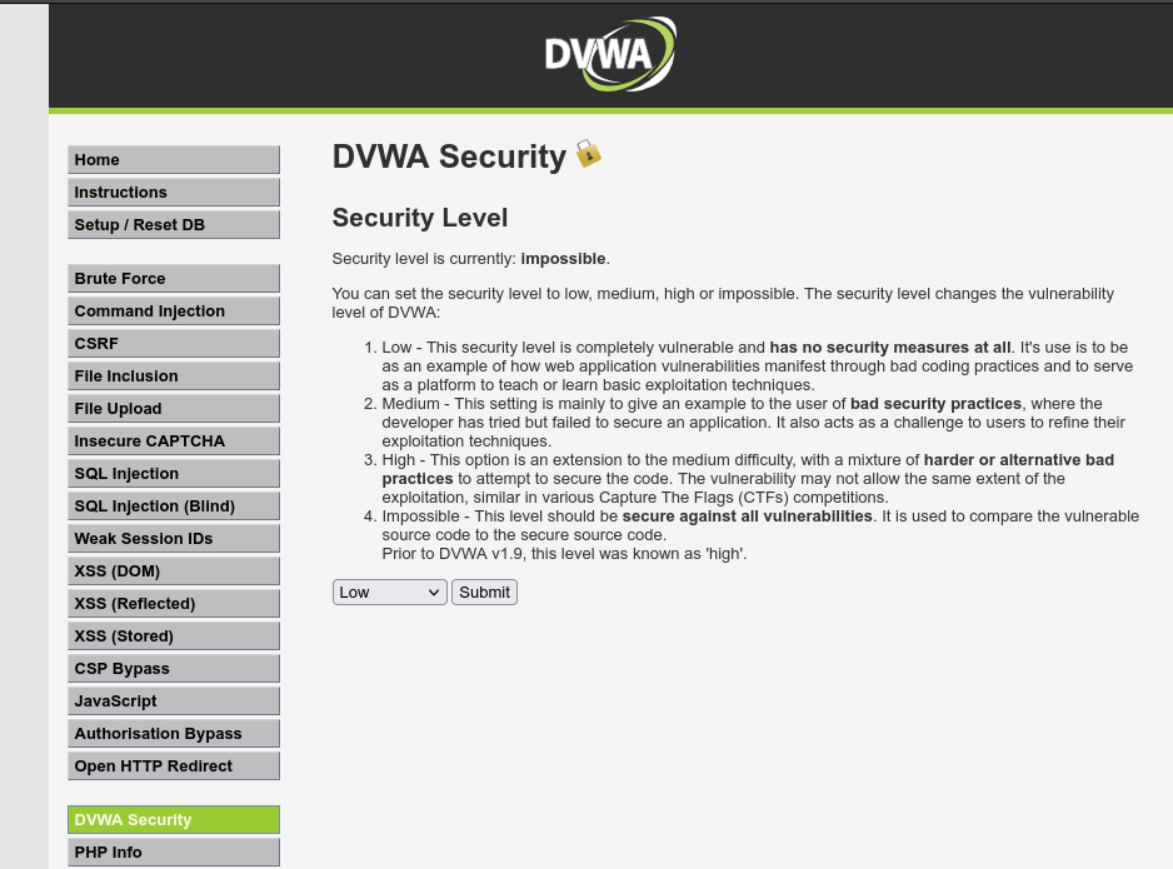 DVWA
Home
Instructions
Setup / Reset DB
Brute Force
Command Injection
CSRF
File Inclusion
File Upload
Insecure CAPTCHA
SQL Injection
SQL Injection (Blind)
Weak Session IDs
XSS (DOM)
XSS (Reflected)
XSS (Stored)
CSP Bypass
JavaScript
Authorisation Bypass
Open HTTP Redirect
DVWA Security
PHP Info
DVWA Security
Security Level
Security level is currently: impossible.
You can set the security level to low, medium, high or impossible. The security level changes the vulnerability
level of DVWA:
1. Low - This security level is completely vulnerable and has no security measures at all. It's use is to be
as an example of how web application vulnerabilities manifest through bad coding practices and to serve
as a platform to teach or learn basic exploitation techniques.
2. Medium - This setting is mainly to give an example to the user of bad security practices, where the
developer has tried but failed to secure an application. It also acts as a challenge to users to refine their
exploitation techniques.
3. High - This option is an extension to the medium difficulty, with a mixture of harder or alternative bad
practices to attempt to secure the code. The vulnerability may not allow the same extent of the
exploitation, similar in various Capture The Flags (CTFs) competitions.
4. Impossible - This level should be secure against all vulnerabilities. It is used to compare the vulnerable
source code to the secure source code.
Prior to DVWA v1.9, this level was known as 'high'.
Low Submit